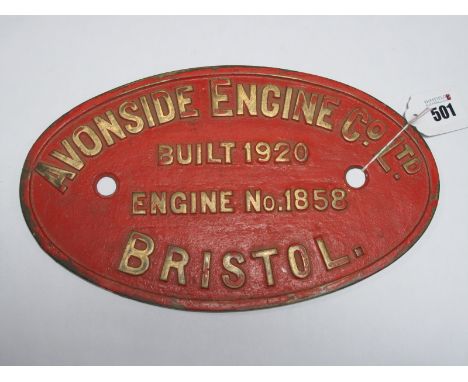 AVONSIDE ENGINE Co. LTD.
BUILT 1920
ENGINE No. 1858
BRISTOL.
501